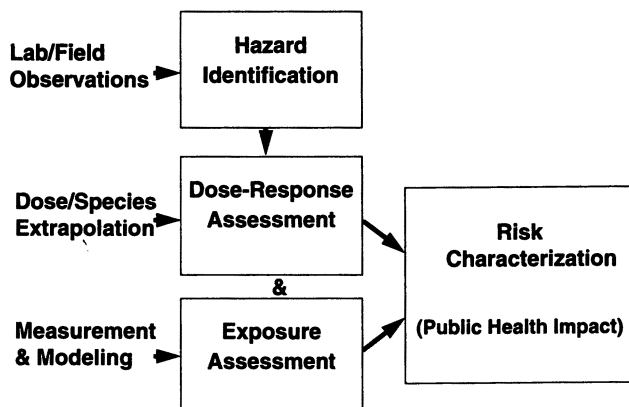 Lab/Field
Observations
Hazard
Identification
Dose/Species
Extrapolation
Dose-Response
Assessment
&
Measurement
& Modeling
Exposure
Assessment
Risk
Characterization
(Public Health Impact)